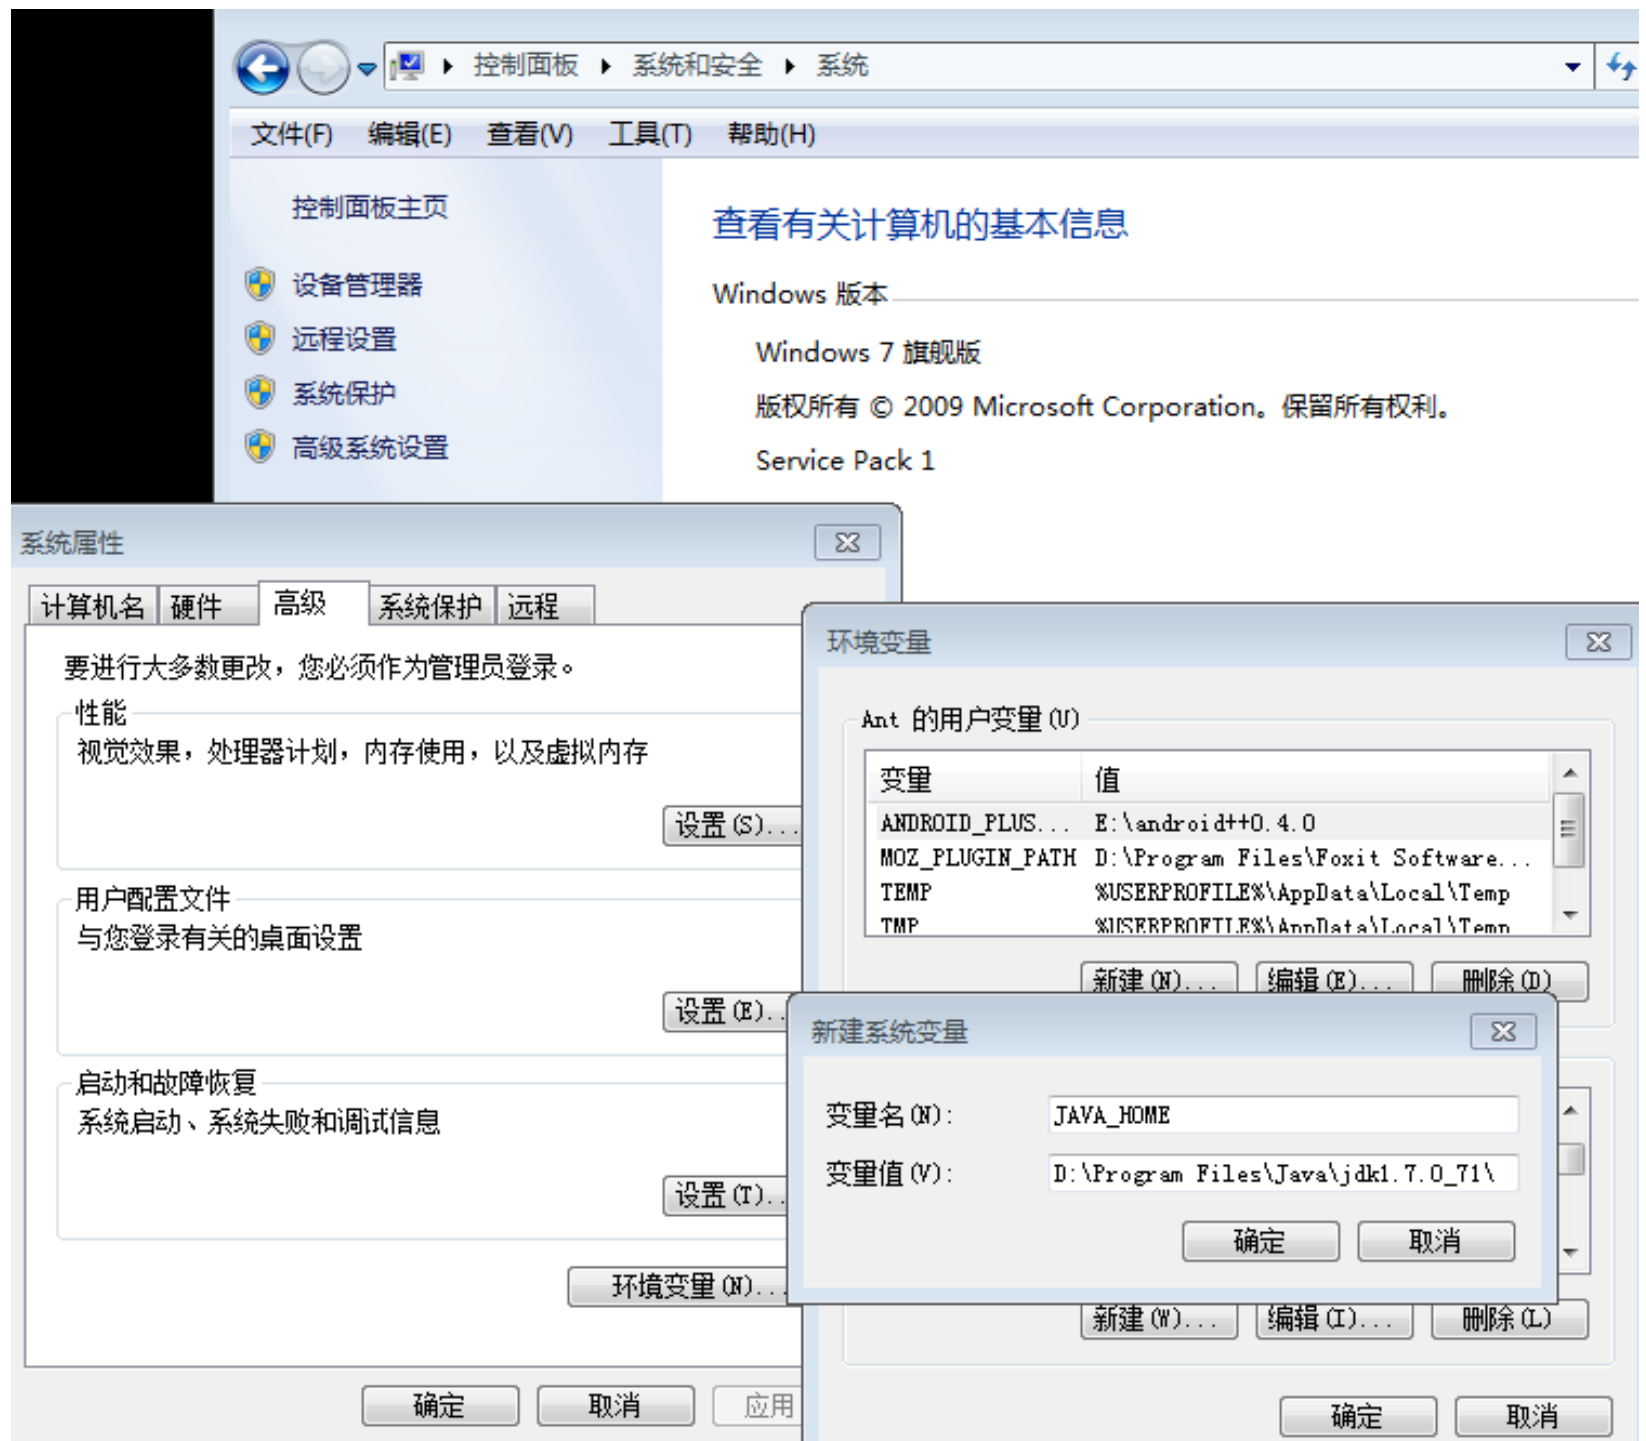 控制面板 系统和安全 系统
文件(F) 编辑(E) 查看(V) 工具(T) 帮助(H)
控制面板主页
设备管理器
远程设置
系统保护
高级系统设置
查看有关计算机的基本信息
Windows 版本
Windows 7 旗舰版
版权所有 © 2009 Microsoft Corporation。保留所有权利。
Service Pack 1
系统属性
计算机名 硬件 高级 系统保护 远程
要进行大多数更改，您必须作为管理员登录。
性能
视觉效果，处理器计划，内存使用，以及虚拟内存
设置(S)...
用户配置文件
与您登录有关的桌面设置
设置(E)..
启动和故障恢复
系统启动、系统失败和调试信息
设置(T)..
环境变量(N)...
确定 取消 应用
环境变量
Ant 的用户变量(U)
变量 值
ANDROID_PLUS... E:\android++0.4.0
MOZ_PLUGIN_PATH D:\Program Files\Foxit Software...
TEMP %USERPROFILE%\AppData\Local\Temp
TMP %USERPROFILE%\AppData\Local\Temp
新建(N)... 编辑(E)... 删除(D)
新建系统变量
变量名(N): JAVA_HOME
变量值(V): D:\Program Files\Java\jdk1.7.0_71\
确定 取消
新建(W)... 编辑(I)... 删除(L)
确定 取消